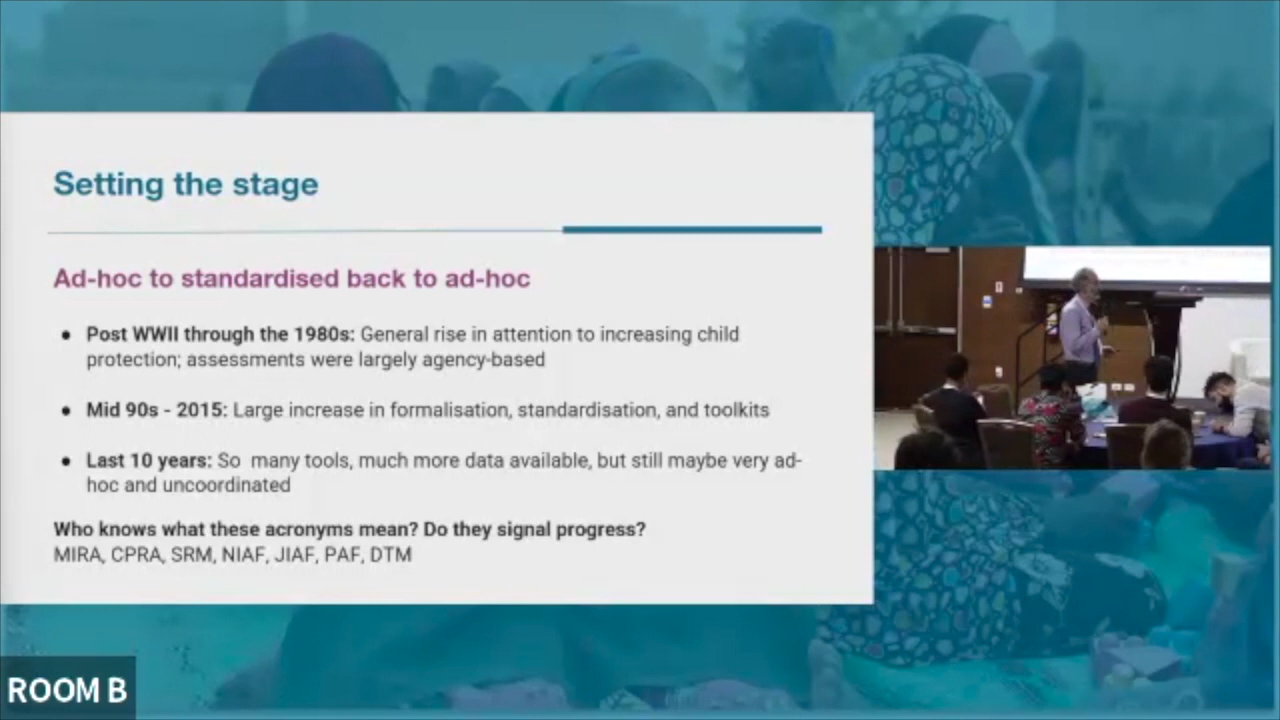 Setting the stage
Ad-hoc to standardised back to ad-hoc
● Post WWII through the 1980s: General rise in attention to increasing child
protection; assessments were largely agency-based
● Mid 90s - 2015: Large increase in formalisation, standardisation, and toolkits
● Last 10 years: So many tools, much more data available, but still maybe very ad-
hoc and uncoordinated
Who knows what these acronyms mean? Do they signal progress?
MIRA, CPRA, SRM, NIAF, JIAF, PAF, DTM
ROOM B